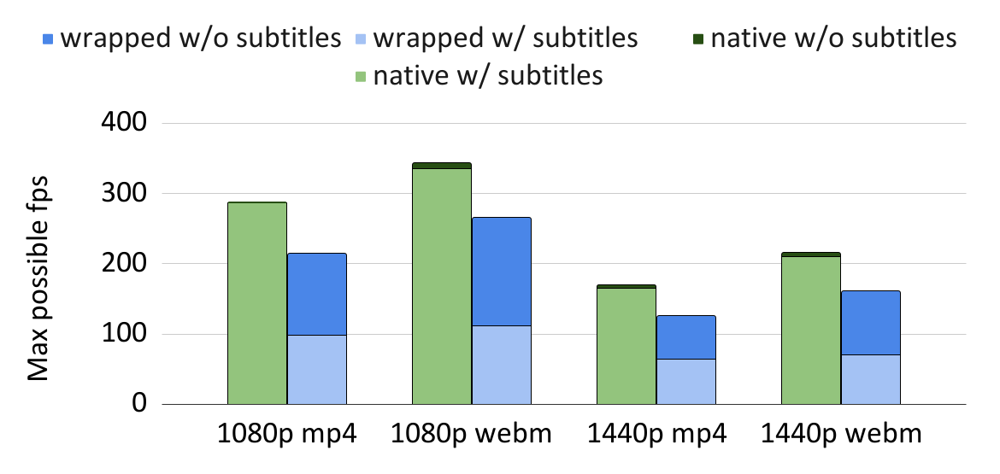 wrapped w/o subtitles wrapped w/ subtitles native w/o subtitles
native w/ subtitles
Max possible fps
400
300
200
100
0
1080p mp4 1080p webm 1440p mp4 1440p webm